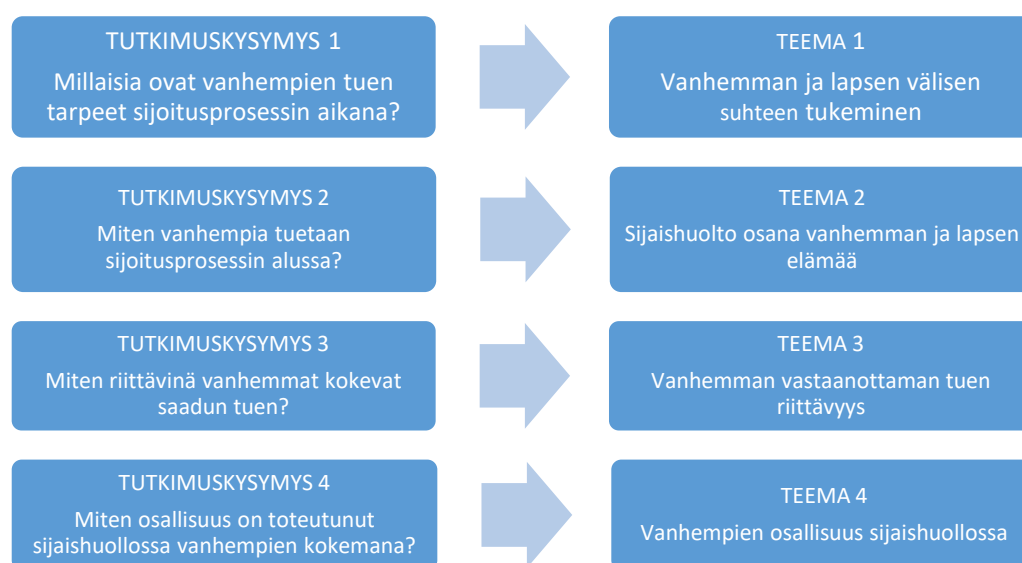 TUTKIMUSKYSYMYS 1
Millaisia ovat vanhempien tuen
tarpeet sijoitusprosessin aikana?
TEEMA 1
Vanhemman ja lapsen välisen
suhteen tukeminen
TUTKIMUSKYSYMYS 2
Miten vanhempia tuetaan
sijoitusprosessin alussa?
TEEMA 2
Sijaishuolto osana vanhemman ja lapsen
elämää
TUTKIMUSKYSYMYS 3
Miten riittävinä vanhemmat kokevat
saadun tuen?
TEEMA 3
Vanhemman vastaanottaman tuen
riittävyys
TUTKIMUSKYSYMYS 4
Miten osallisuus on toteutunut
sijaishuollossa vanhempien kokemana?
TEEMA 4
Vanhempien osallisuus sijaishuollossa